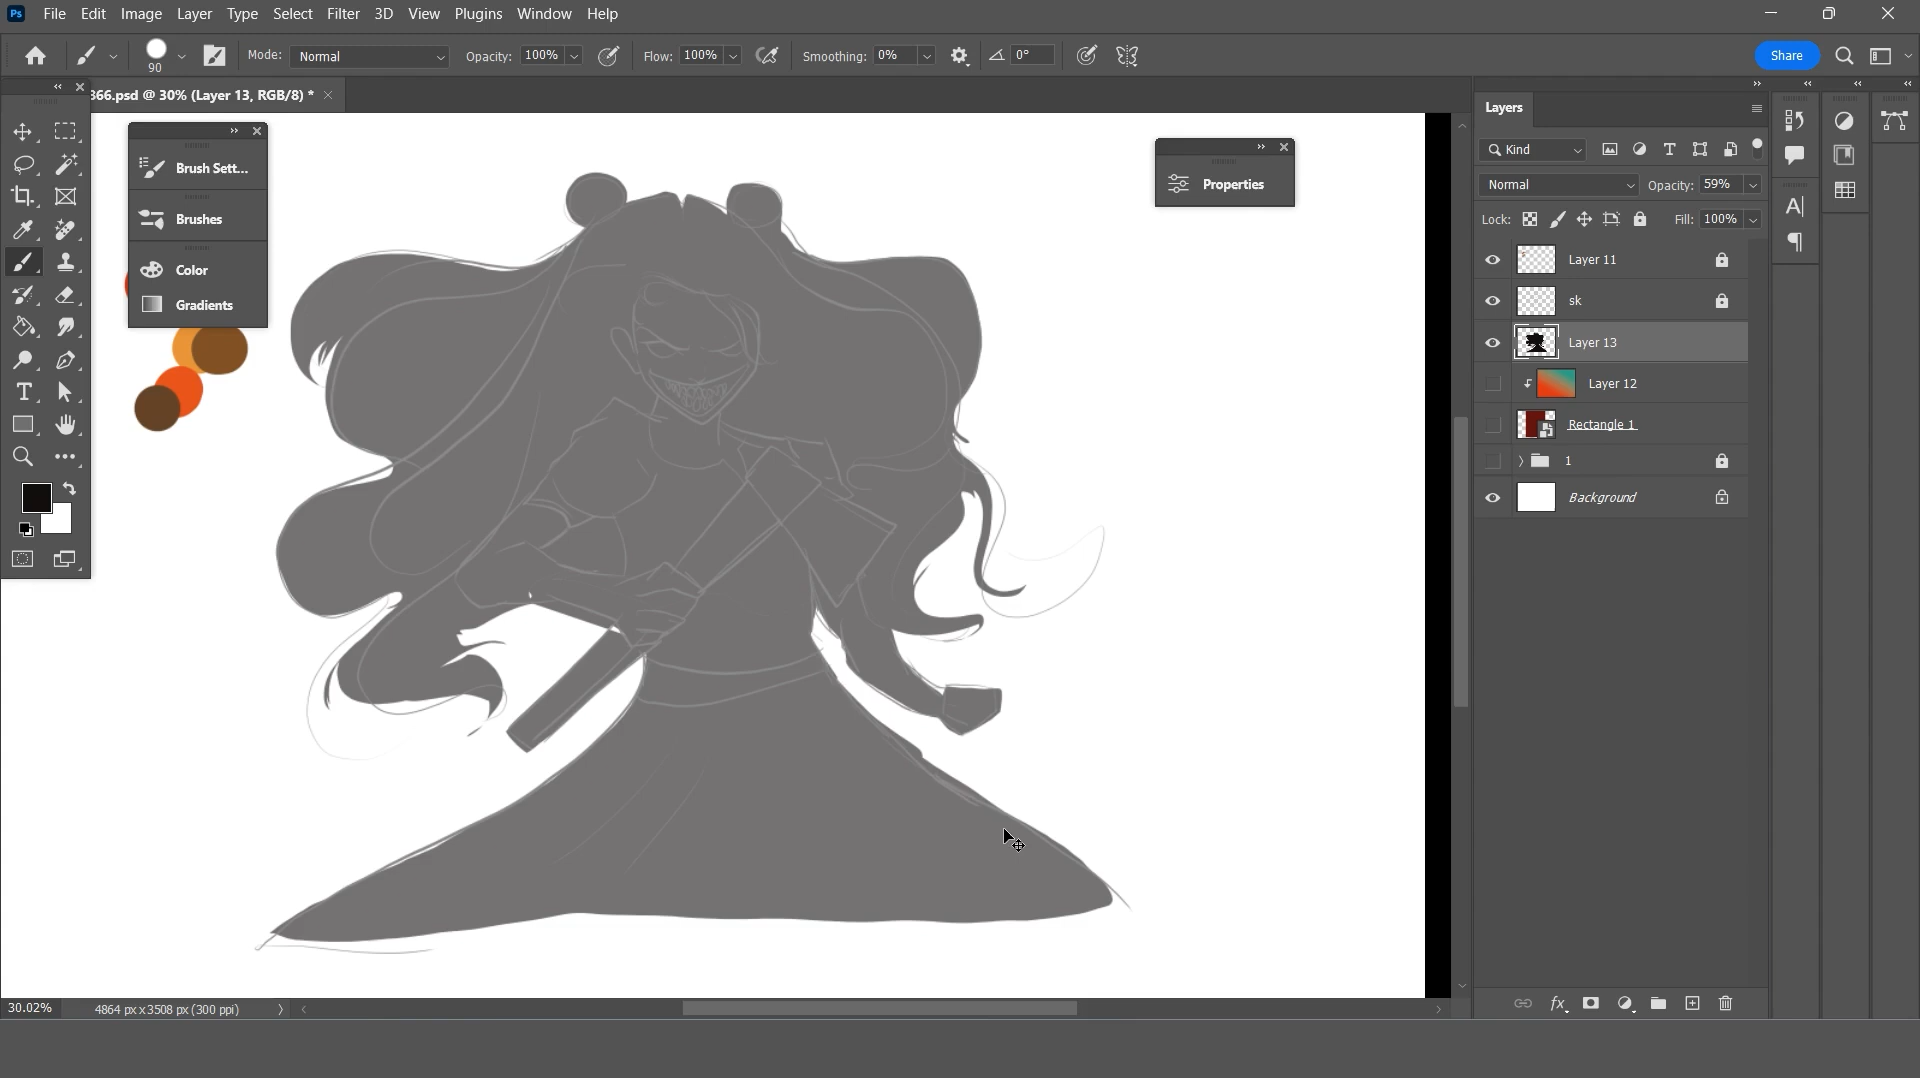 Ps File Edit Image Layer Type Select Filter 3D View Plugins Window Help
90 Mode: Normal Opacity: 100% Flow: 100% Smoothing: 0% 0° Share
366.psd @ 30% (Layer 13, RGB/8) *
Brush Sett...
Brushes
Color
Gradients
Properties
Layers
Kind
Normal Opacity: 59%
Lock: Fill: 100%
Layer 11
sk
Layer 13
Layer 12
Rectangle 1
1
Background
30.02% 4864 px x 3508 px (300 ppi)